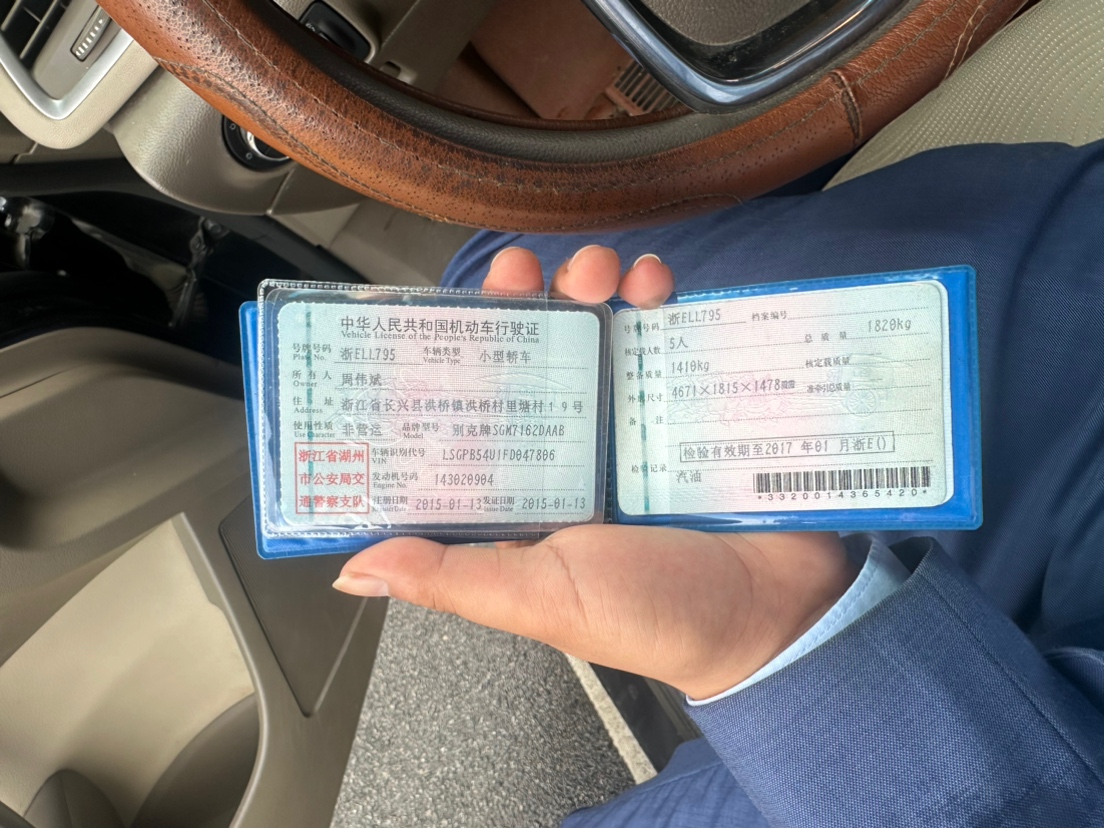 中华人民共和国机动车行驶证
Vehicle License of the People's Republic of China
号牌号码 浙ELL795 车辆类型 小型轿车
Plate No. Vehicle Type
所有人 周伟斌
Owner
住址 浙江省长兴县洪桥镇洪桥村里塘村19号
Address
使用性质 非营运 品牌型号 别克牌SGM7162DAAB
Use Character Model
浙江省湖州
市公安局交
通警察支队
车辆识别代号 LSGPB54U1FD047806
VIN
发动机号码 143020904
Engine No.
注册日期 2015-01-13 发证日期 2015-01-13
Register Date Issue Date
号牌号码 浙ELL795 档案编号
核定载人数 5人 总质量 1820kg
整备质量 1410kg 核定载质量
外廓尺寸 4671×1815×1478mm 准牵引总质量
备注
检验有效期至2017年01月浙E()
检验记录
汽油
*3320014365420*